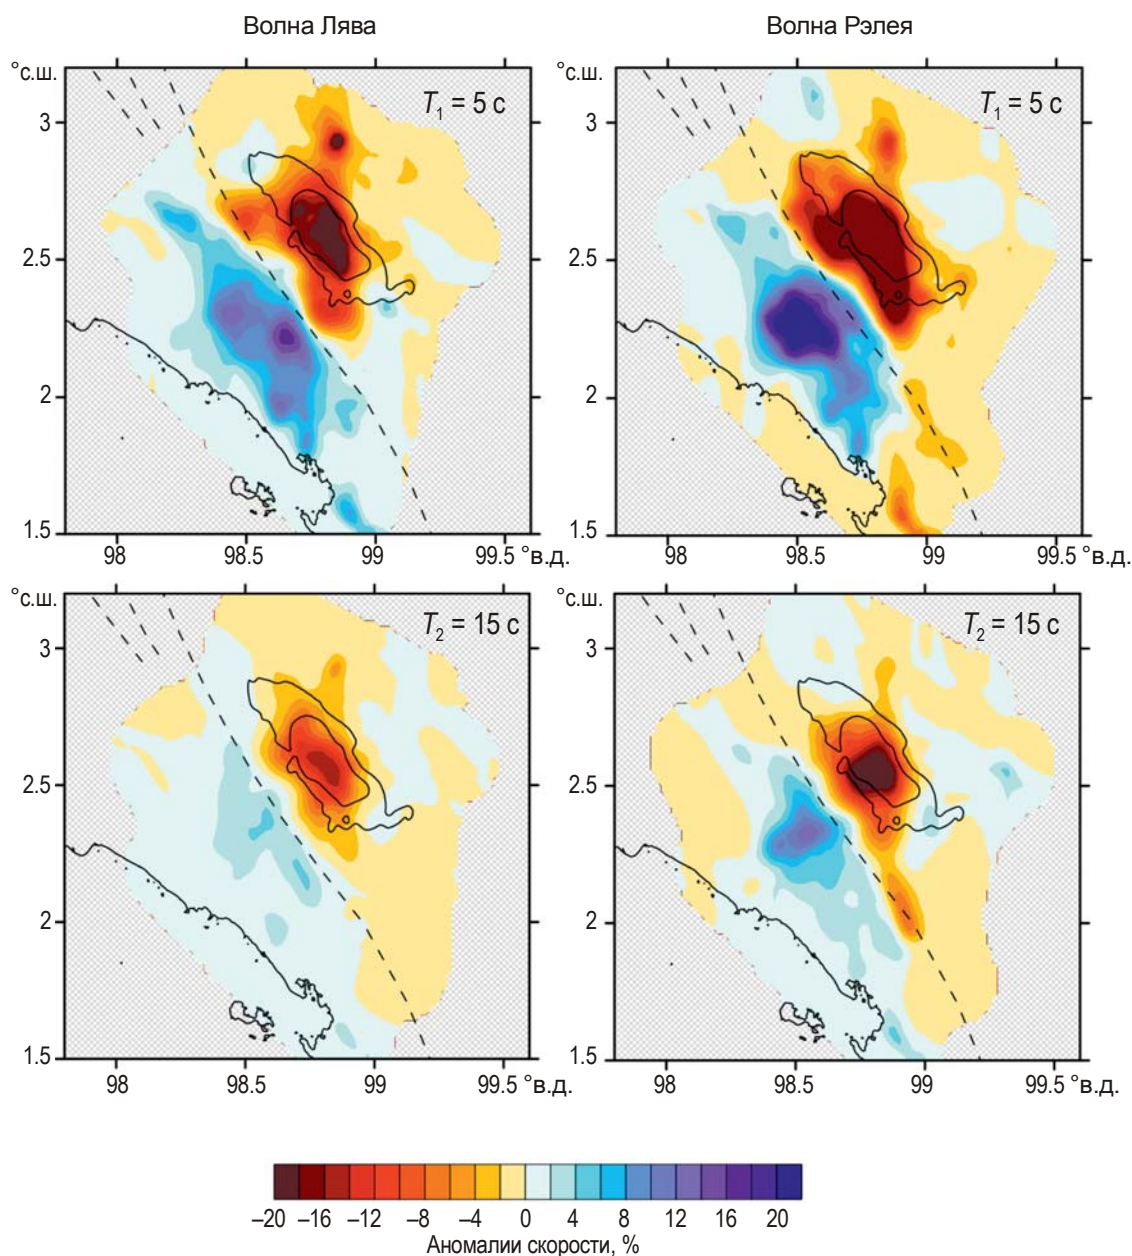 Волна Лява
Волна Рэлея
°с.ш.
T1 = 5 с
3
2.5
2
1.5
98
98.5
99
99.5 °в.д.
°с.ш.
T1 = 5 с
3
2.5
2
1.5
98
98.5
99
99.5 °в.д.
°с.ш.
T2 = 15 с
3
2.5
2
1.5
98
98.5
99
99.5 °в.д.
°с.ш.
T2 = 15 с
3
2.5
2
1.5
98
98.5
99
99.5 °в.д.
–20 –16 –12 –8 –4 0 4 8 12 16 20
Аномалии скорости, %